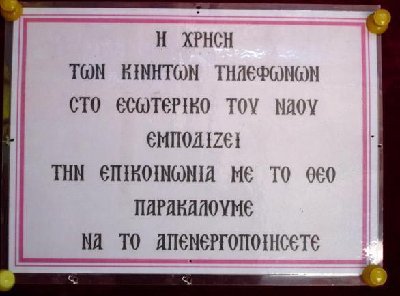 Η ΧΡΗϹΗ
ΤΩΝ ΚΙΝΗΤΩΝ ΤΗΛΕΦΩΝΩΝ
ϹΤΟ ΕϹΩΤΕΡΙΚΟ ΤΟΥ ΝΑΟΥ
ΕΜΠΟΔΙΖΕΙ
ΤΗΝ ΕΠΙΚΟΙΝΩΝΙΑ ΜΕ ΤΟ ΘΕΟ
ΠΑΡΑΚΑΛΟΥΜΕ
ΝΑ ΤΟ ΑΠΕΝΕΡΓΟΠΟΙΗϹΕΤΕ